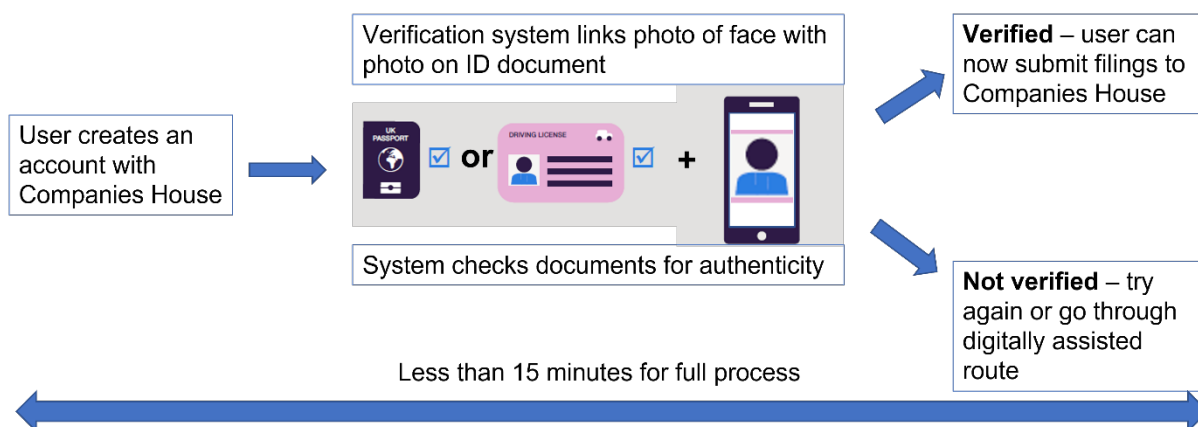 User creates an
account with
Companies House
Verification system links photo of face with
photo on ID document
UK
PASSPORT
or
DRIVING LICENSE
+
System checks documents for authenticity
Verified – user can
now submit filings to
Companies House
Not verified – try
again or go through
digitally assisted
route
Less than 15 minutes for full process